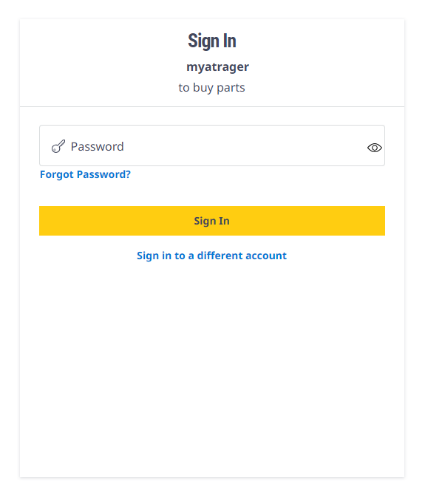 Sign In
myatrager
to buy parts
Password
Forgot Password?
Sign In
Sign in to a different account